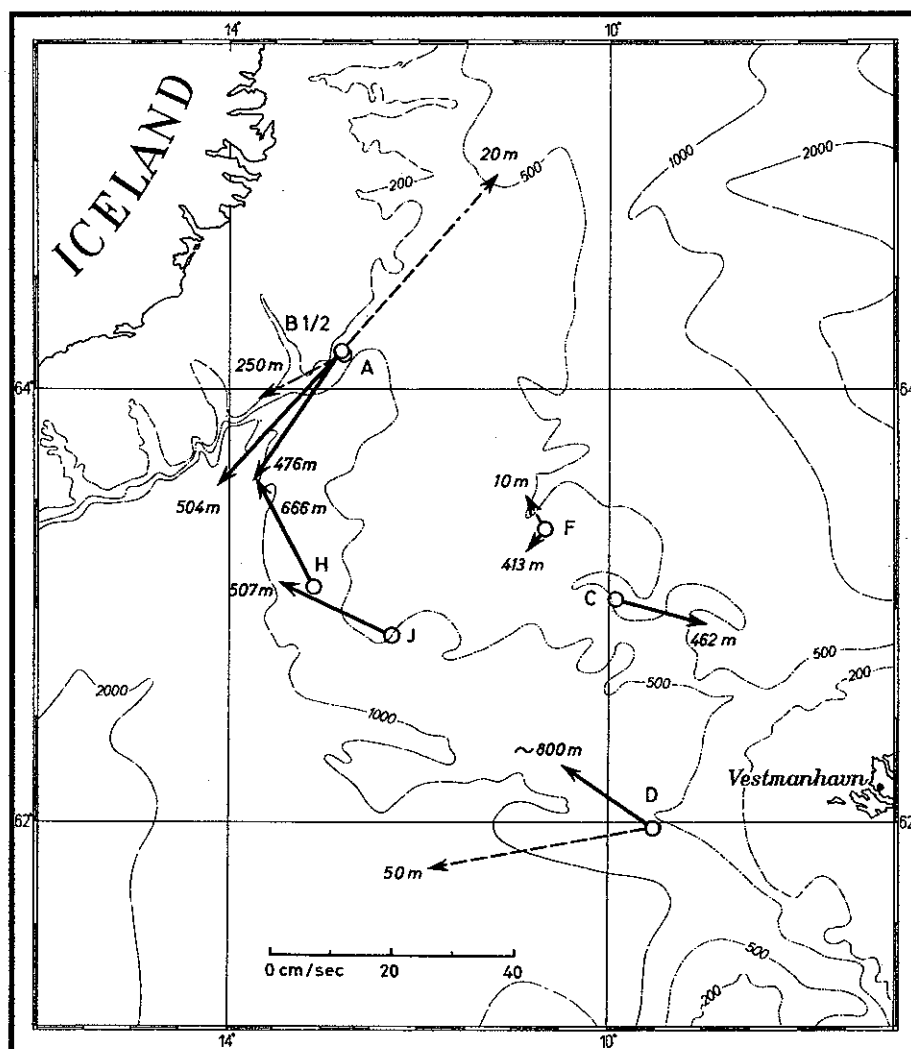 14°
10°
ICELAND
1000
2000
20 m
200
500
B 1/2
A
250 m
64°
64
476 m
504 m
666 m
10 m
F
413 m
H
507 m
C
J
462 m
500
500
200
2000
1000
~800 m
Vestmanhavn
D
62°
62
50 m
500
0 cm/sec
20
40
200
14°
10°